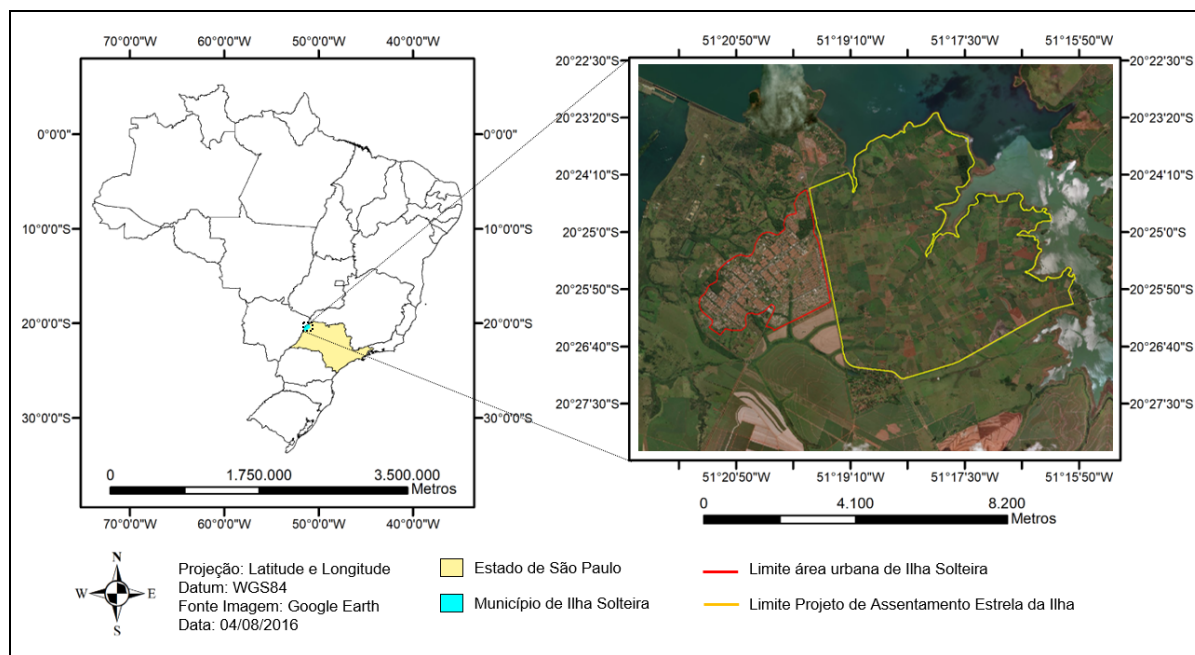 70°0'0"W 60°0'0"W 50°0'0"W 40°0'0"W
0°0'0"
10°0'0"S
20°0'0"S
30°0'0"S
0°0'0"
10°0'0"S
20°0'0"S
30°0'0"S
0 1.750.000 3.500.000
Metros
70°0'0"W 60°0'0"W 50°0'0"W 40°0'0"W
51°20'50"W 51°19'10"W 51°17'30"W 51°15'50"W
20°22'30"S
20°23'20"S
20°24'10"S
20°25'0"S
20°25'50"S
20°26'40"S
20°27'30"S
20°22'30"S
20°23'20"S
20°24'10"S
20°25'0"S
20°25'50"S
20°26'40"S
20°27'30"S
51°20'50"W 51°19'10"W 51°17'30"W 51°15'50"W
0 4.100 8.200
Metros
N
W E
S
Projeção: Latitude e Longitude
Datum: WGS84
Fonte Imagem: Google Earth
Data: 04/08/2016
Estado de São Paulo
Município de Ilha Solteira
Limite área urbana de Ilha Solteira
Limite Projeto de Assentamento Estrela da Ilha